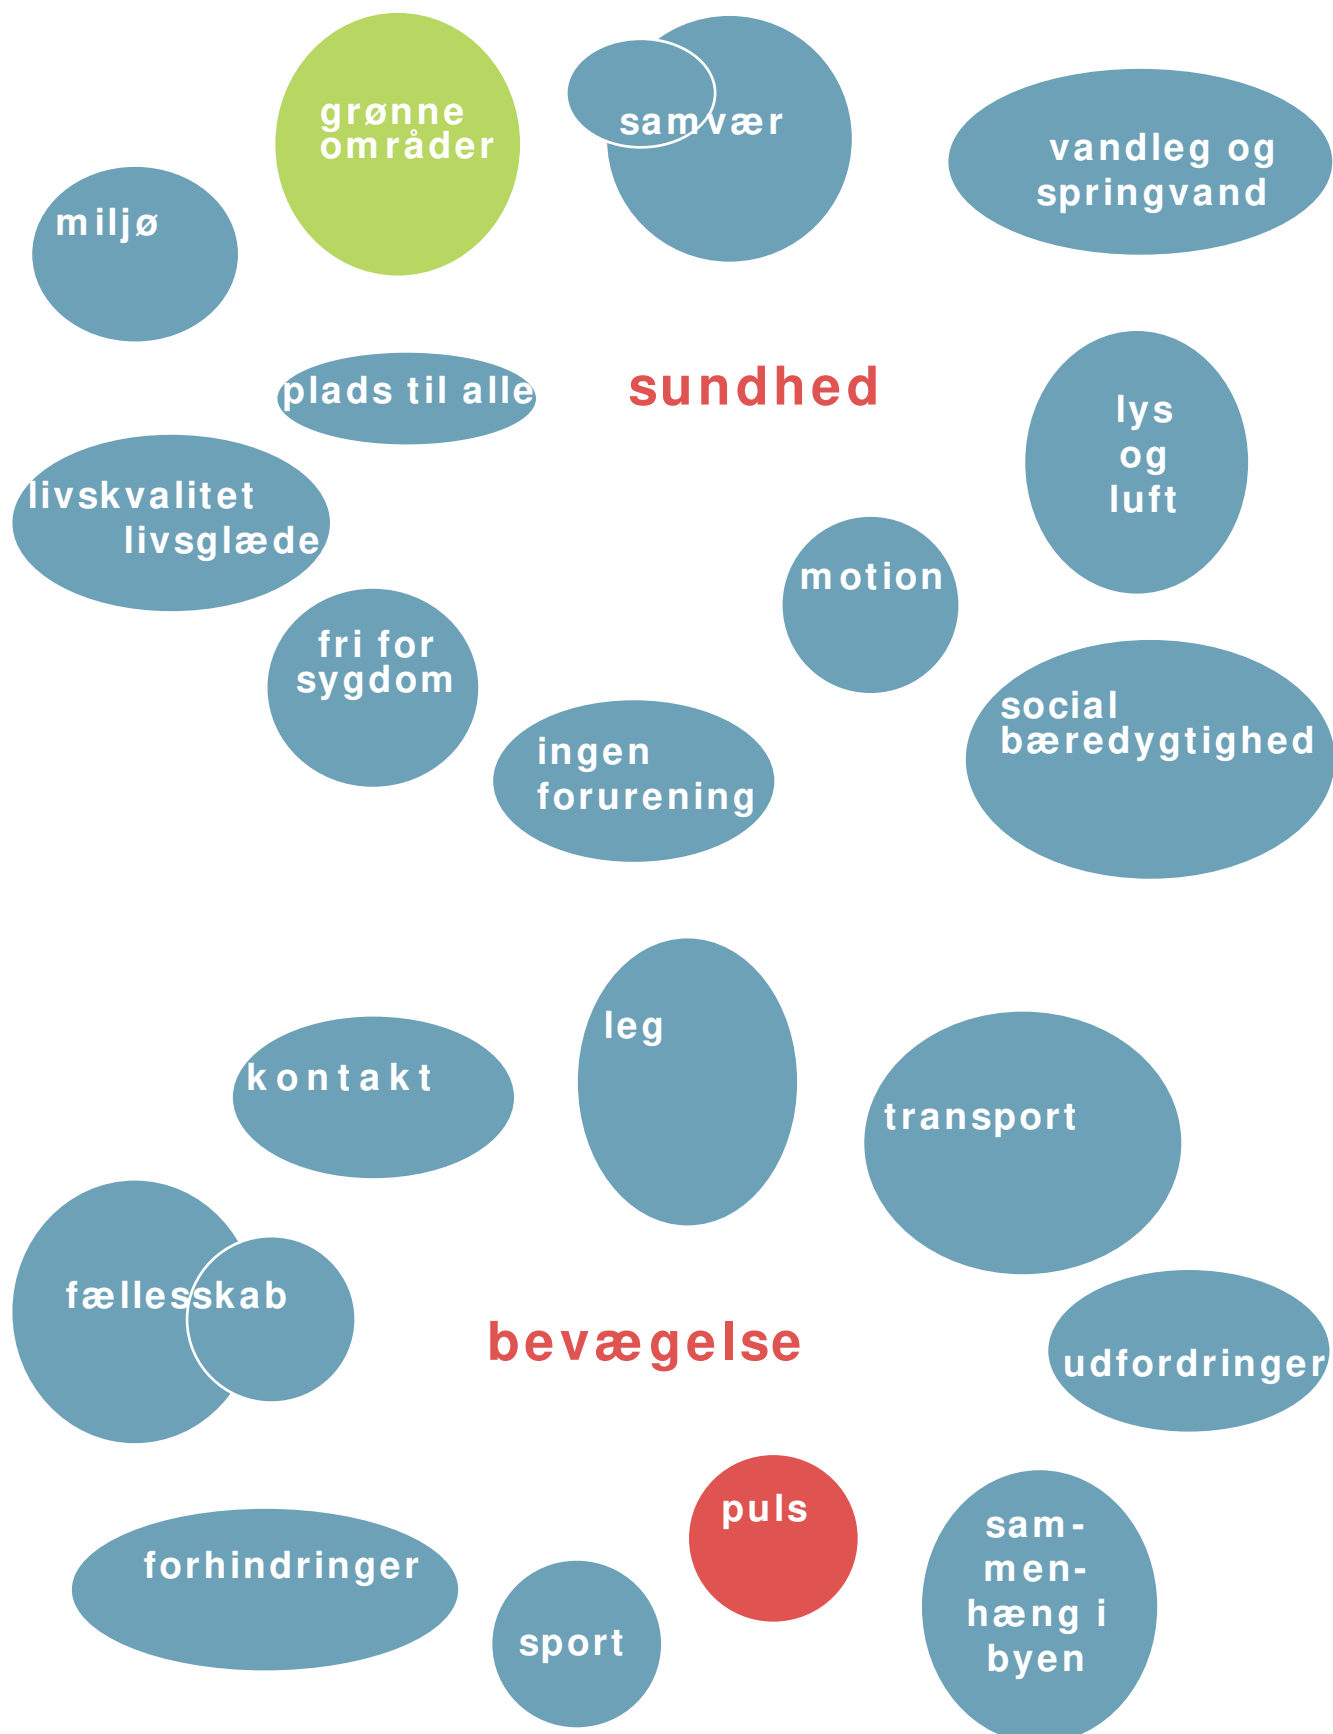 grønne
områder
samvær
vandleg og
springvand
miljø
plads til alle
sundhed
lys
og
luft
livskvalitet
livsglæde
motion
fri for
sygdom
social
bæredygtighed
ingen
forurening
leg
kontakt
transport
fællesskab
bevægelse
udfordringer
puls
sam-
men-
hæng i
byen
forhindringer
sport